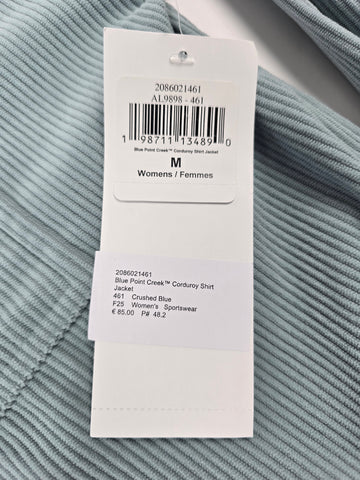 2086021461
AL9898 - 461
1 98711 13489 0
Blue Point Creek™ Corduroy Shirt Jacket
M
Womens / Femmes
2086021461
Blue Point Creek™ Corduroy Shirt
Jacket
461 Crushed Blue
F25 Women's Sportswear
€ 85.00 P# 48.2